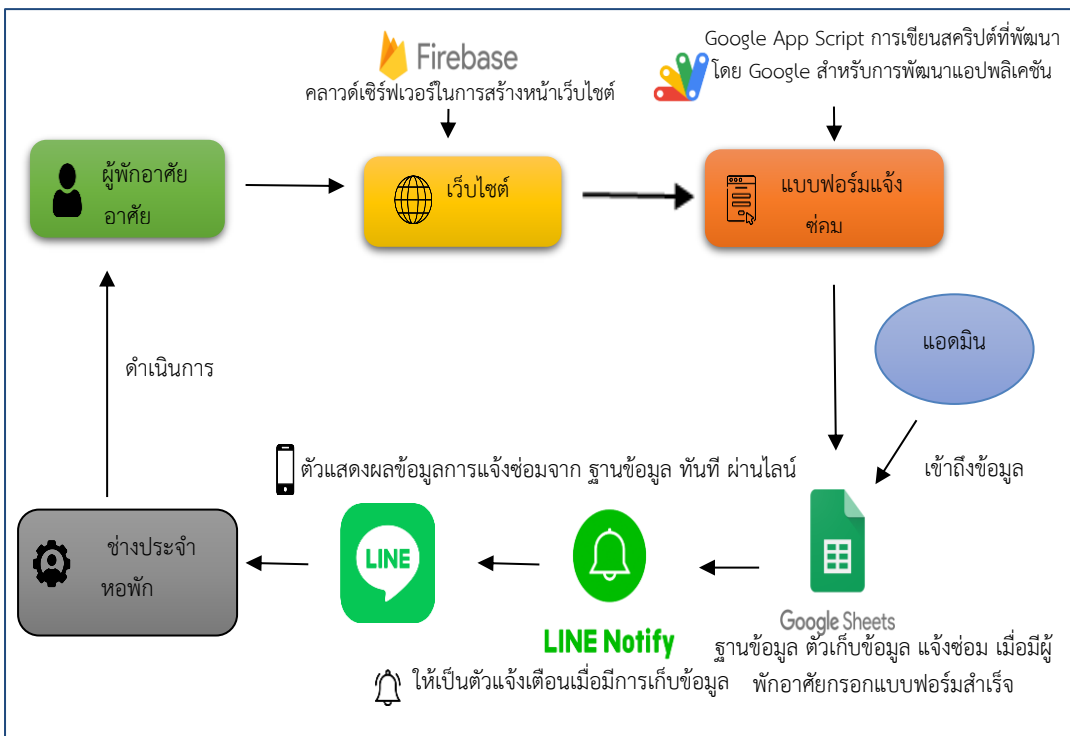 Firebase
คลาวด์เซิร์ฟเวอร์ในการสร้างหน้าเว็บไซต์
Google App Script การเขียนสคริปต์ที่พัฒนา
โดย Google สำหรับการพัฒนาแอปพลิเคชัน
ผู้พักอาศัย
อาศัย
เว็บไซต์
แบบฟอร์มแจ้ง
ซ่อม
แอดมิน
ดำเนินการ
เข้าถึงข้อมูล
ตัวแสดงผลข้อมูลการแจ้งซ่อมจาก ฐานข้อมูล ทันที ผ่านไลน์
ช่างประจำ
หอพัก
LINE
LINE Notify
Google Sheets
ฐานข้อมูล ตัวเก็บข้อมูล แจ้งซ่อม เมื่อมีผู้
พักอาศัยกรอกแบบฟอร์มสำเร็จ
ให้เป็นตัวแจ้งเตือนเมื่อมีการเก็บข้อมูล